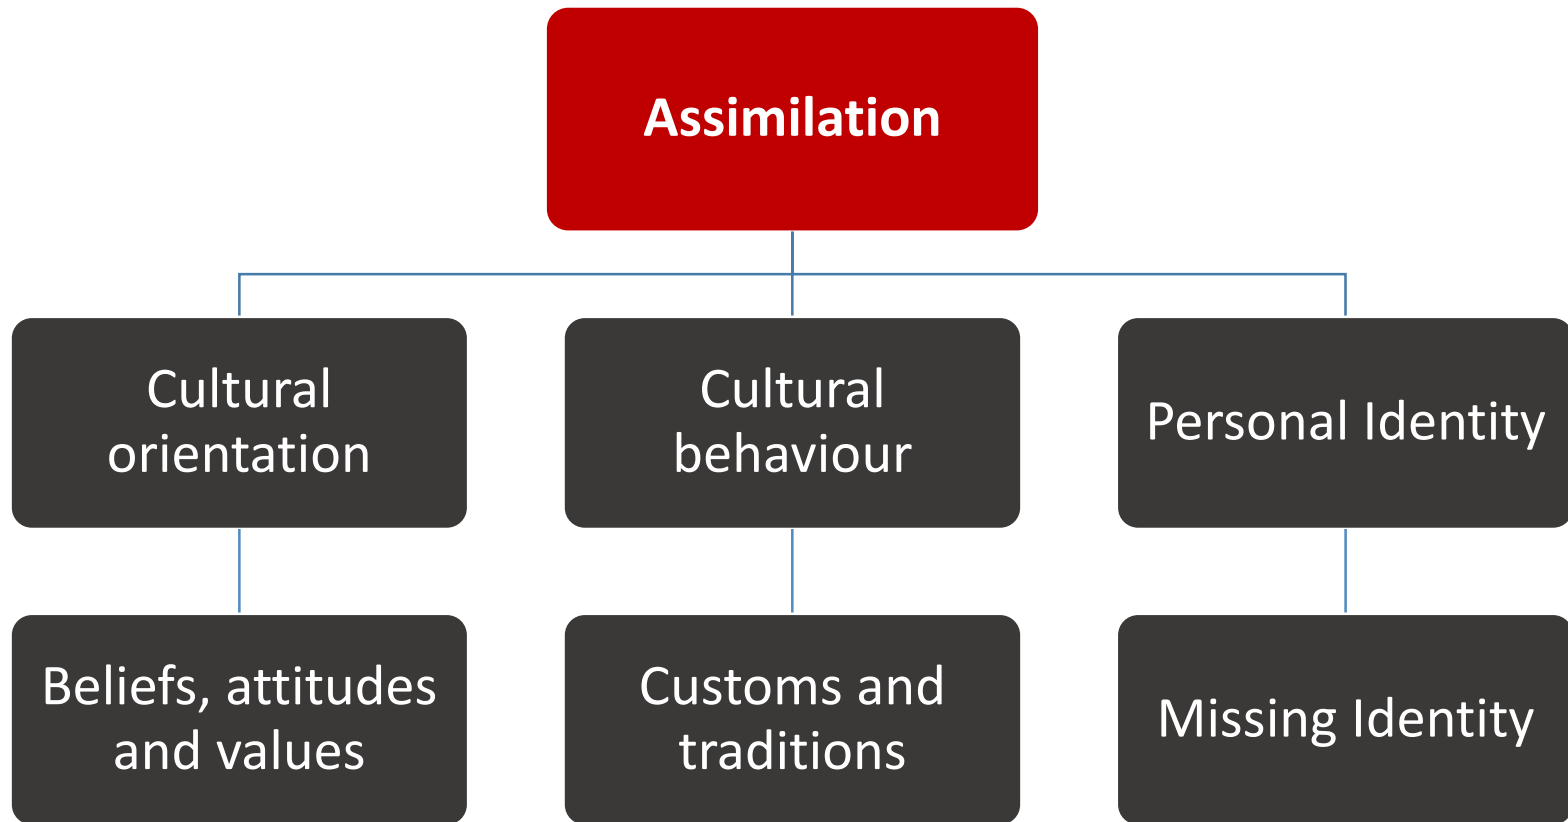 Assimilation
Cultural
orientation
Cultural
behaviour
Personal Identity
Beliefs, attitudes
and values
Customs and
traditions
Missing Identity